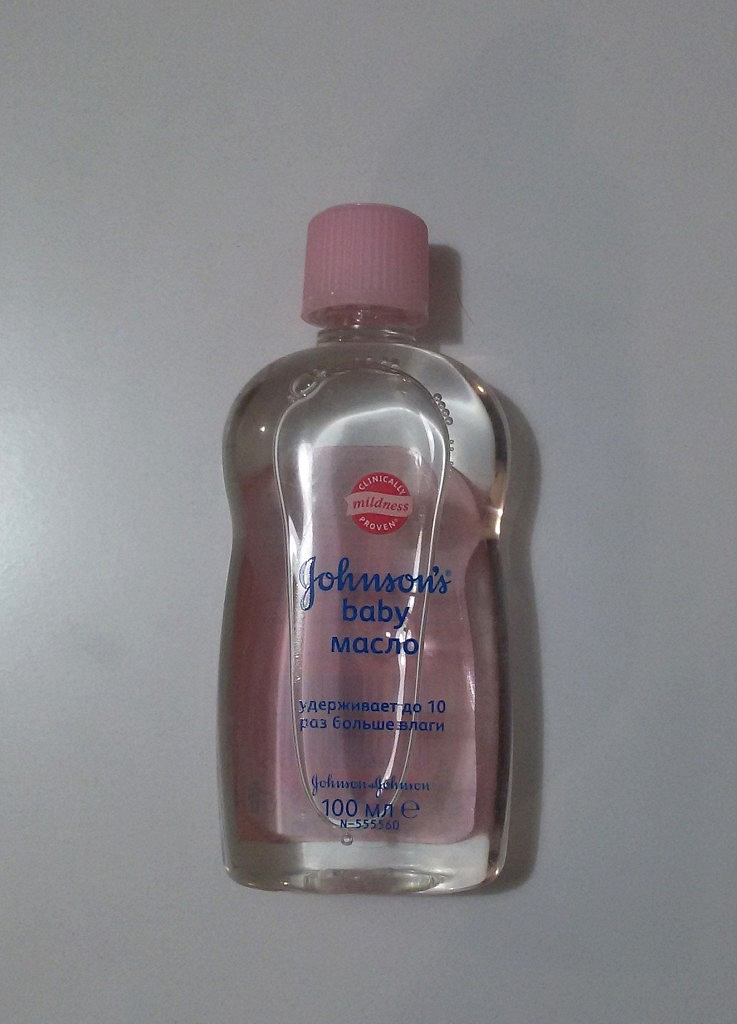 CLINICALLY
mildness
PROVEN®
Johnson's®
baby
масло
удерживает до 10
раз больше влаги
Johnson & Johnson
100 мл ℮
N-555560